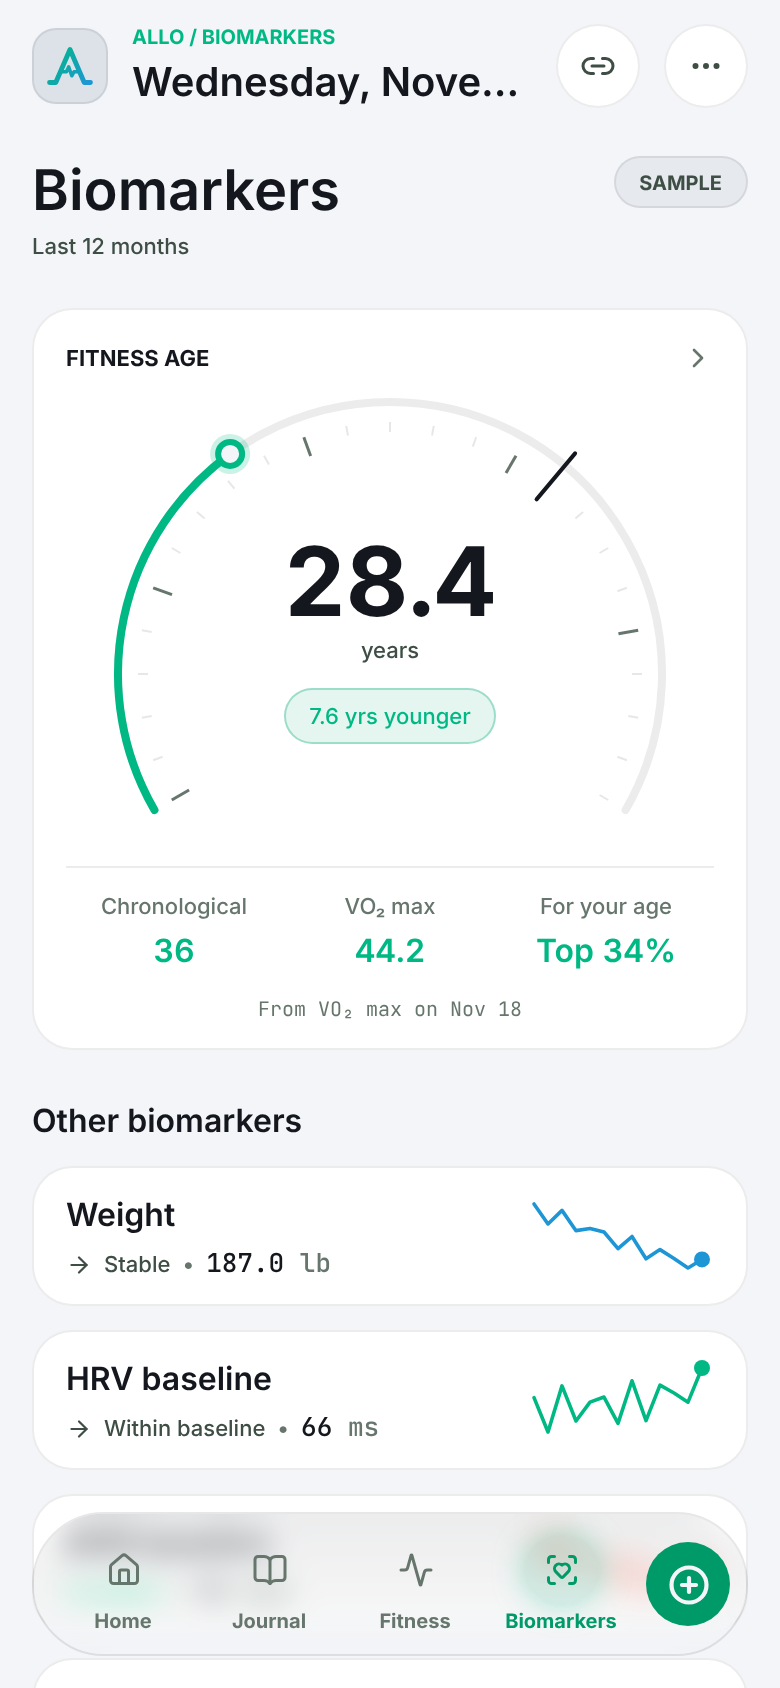 ALLO / BIOMARKERS
Wednesday, Nove...
Biomarkers
SAMPLE
Last 12 months
FITNESS AGE
28.4
years
7.6 yrs younger
Chronological
36
VO₂ max
44.2
For your age
Top 34%
From VO₂ max on Nov 18
Other biomarkers
Weight
→ Stable • 187.0 lb
HRV baseline
→ Within baseline • 66 ms
Home
Journal
Fitness
Biomarkers